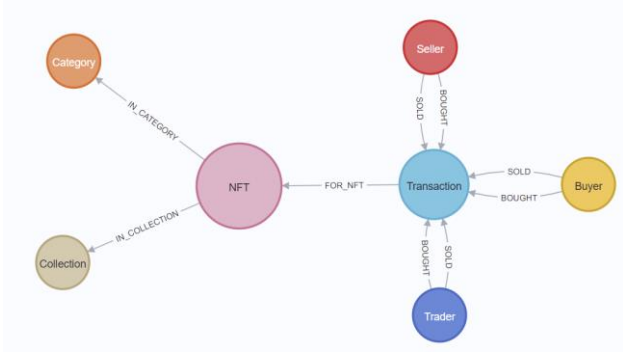 Category
Seller
IN_CATEGORY
SOLD
BOUGHT
NFT
FOR_NFT
Transaction
SOLD
BOUGHT
Buyer
IN_COLLECTION
Collection
BOUGHT
SOLD
Trader